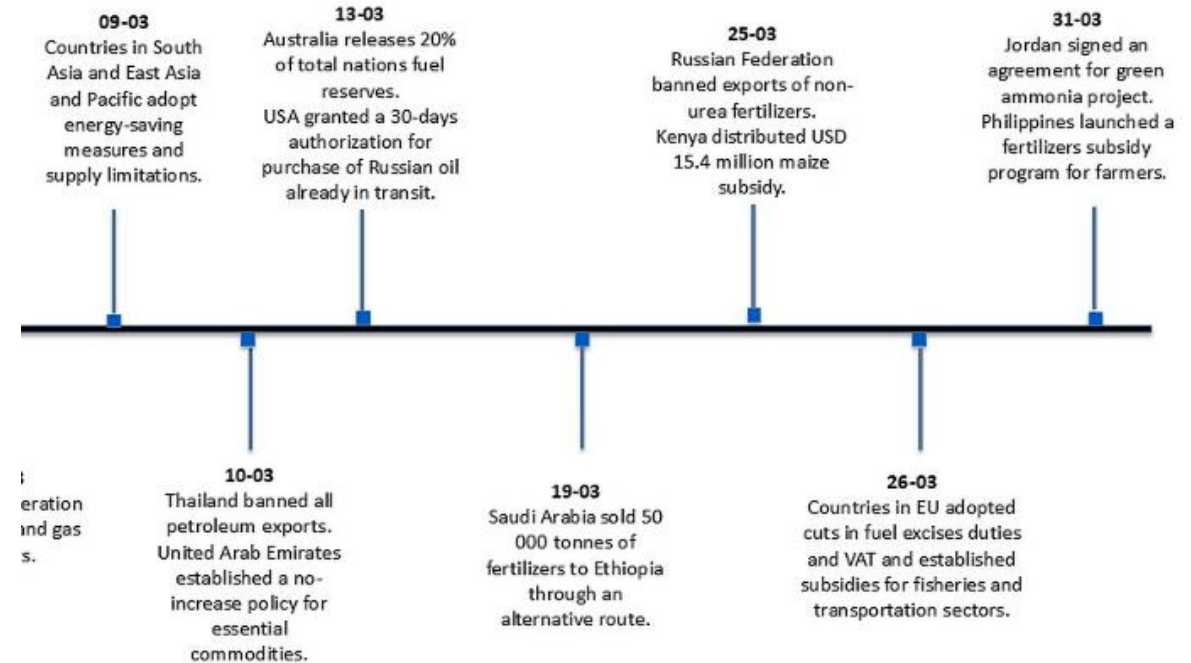 09-03
Countries in South
Asia and East Asia
and Pacific adopt
energy-saving
measures and
supply limitations.
13-03
Australia releases 20%
of total nations fuel
reserves.
USA granted a 30-days
authorization for
purchase of Russian oil
already in transit.
25-03
Russian Federation
banned exports of non-
urea fertilizers.
Kenya distributed USD
15.4 million maize
subsidy.
31-03
Jordan signed an
agreement for green
ammonia project.
Philippines launched a
fertilizers subsidy
program for farmers.
eration
and gas
s.
10-03
Thailand banned all
petroleum exports.
United Arab Emirates
established a no-
increase policy for
essential
commodities.
19-03
Saudi Arabia sold 50
000 tonnes of
fertilizers to Ethiopia
through an
alternative route.
26-03
Countries in EU adopted
cuts in fuel excises duties
and VAT and established
subsidies for fisheries and
transportation sectors.